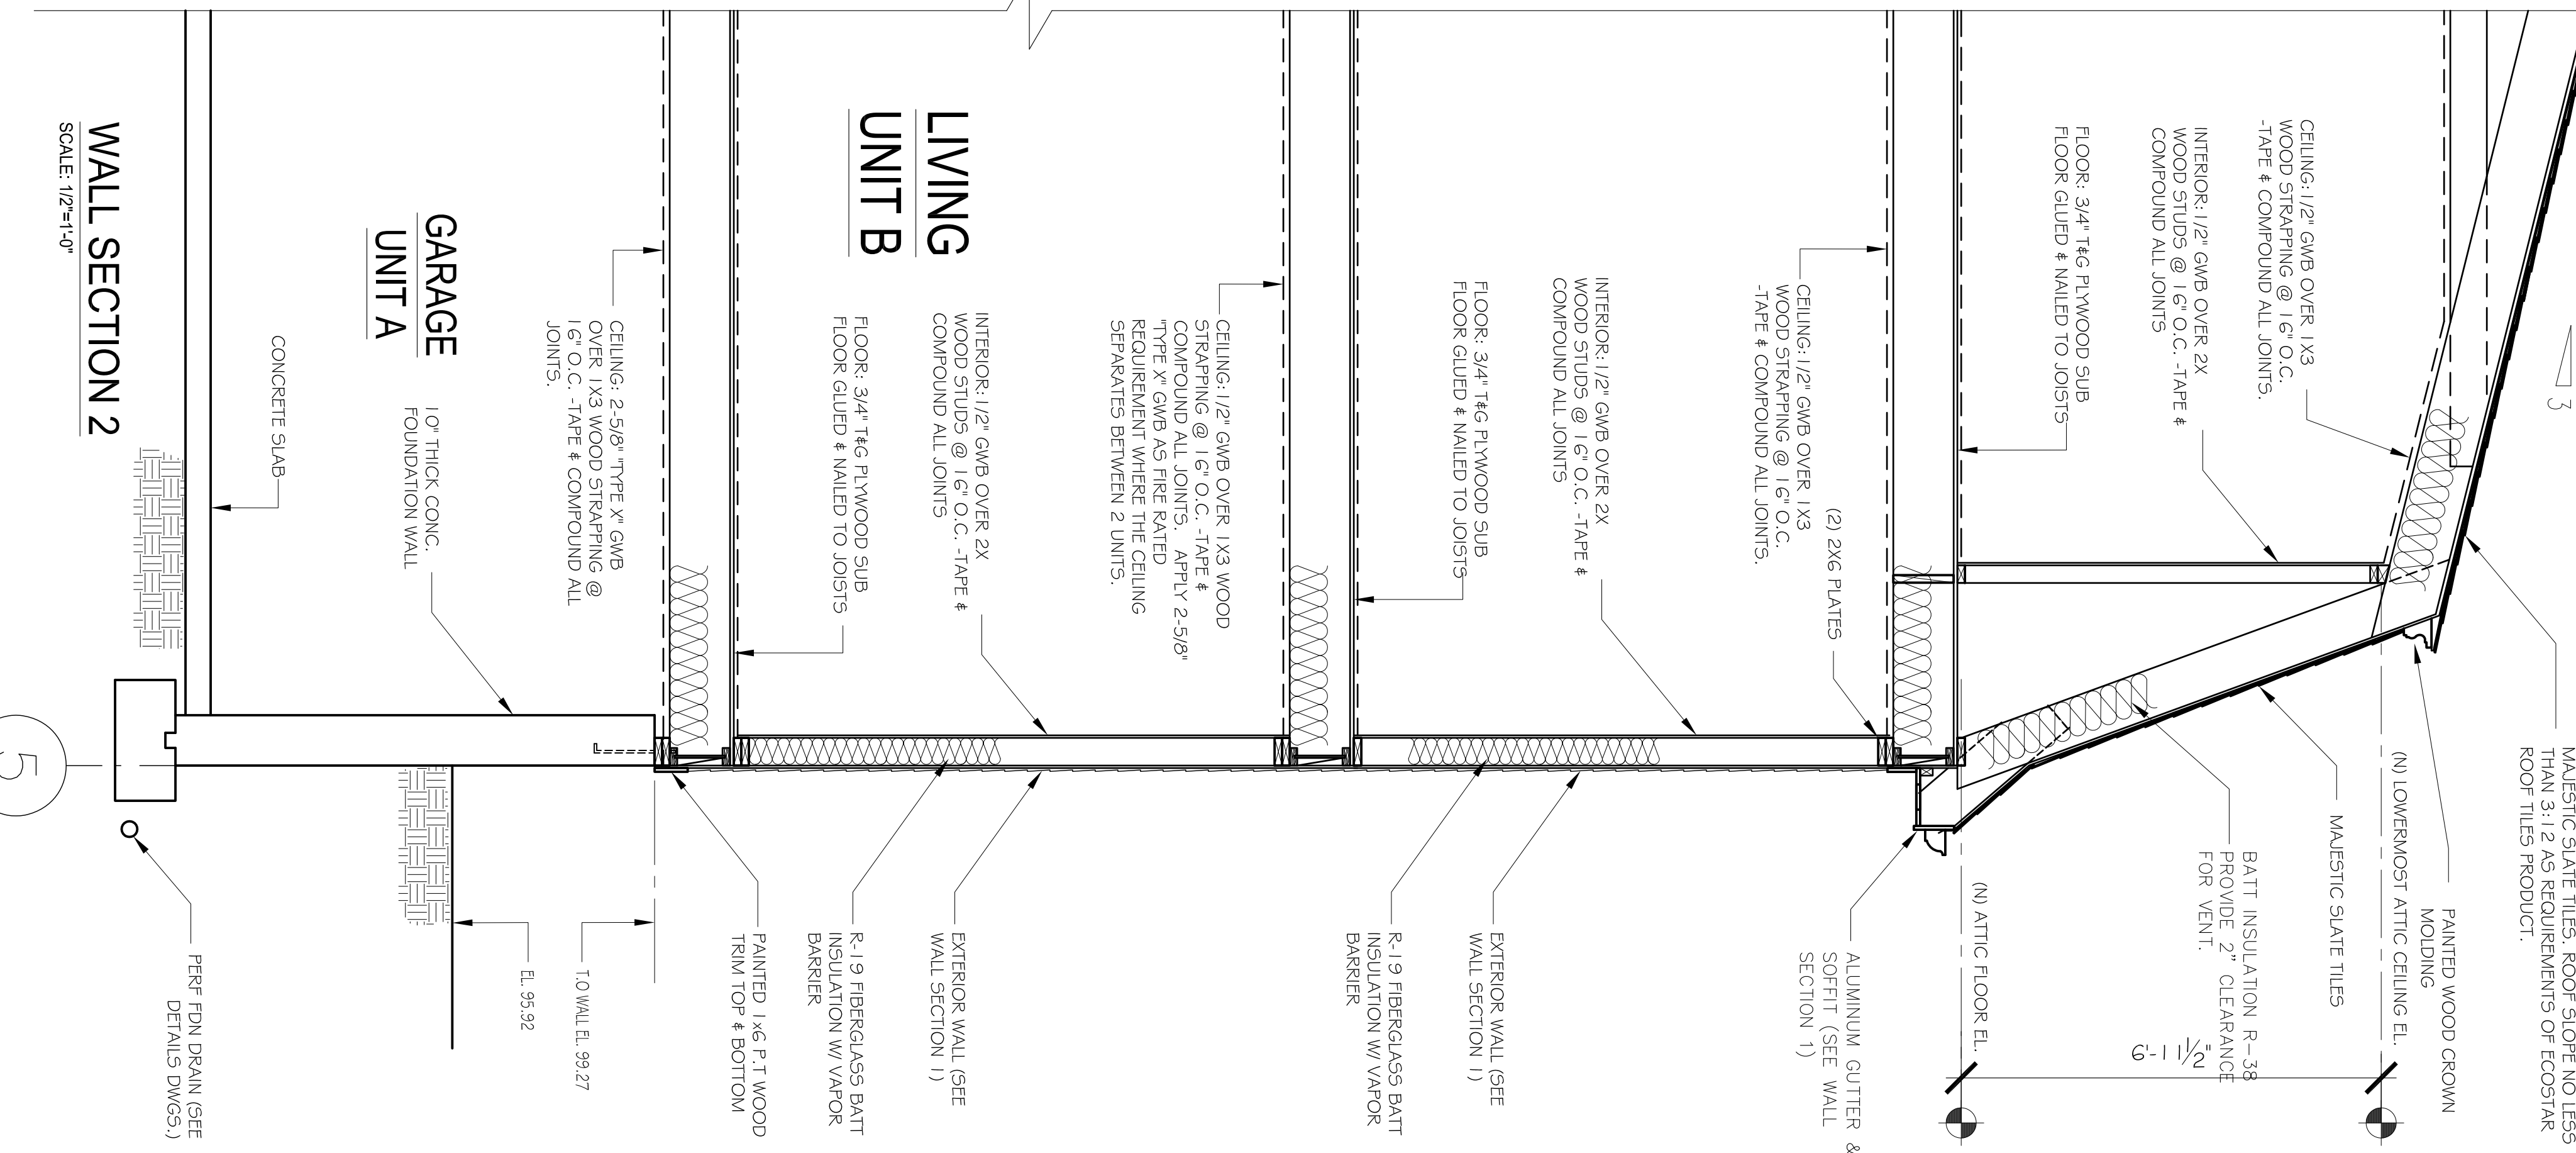 3
MAJESTIC SLATE TILES. ROOF SLOPE NO LESS
THAN 3:12 AS REQUIREMENTS OF ECOSTAR
ROOF TILES PRODUCT.
PAINTED WOOD CROWN
MOLDING
(N) LOWERMOST ATTIC CEILING EL.
MAJESTIC SLATE TILES
BATT INSULATION R-38
PROVIDE 2" CLEARANCE
FOR VENT.
6'-11 1/2"
(N) ATTIC FLOOR EL.
ALUMINUM GUTTER &
SOFFIT (SEE WALL
SECTION 1)
CEILING: 1/2" GWB OVER 1X3
WOOD STRAPPING @ 16" O.C.
-TAPE & COMPOUND ALL JOINTS.
INTERIOR: 1/2" GWB OVER 2X
WOOD STUDS @ 16" O.C. -TAPE &
COMPOUND ALL JOINTS
FLOOR: 3/4" T&G PLYWOOD SUB
FLOOR GLUED & NAILED TO JOISTS
(2) 2X6 PLATES
CEILING: 1/2" GWB OVER 1X3
WOOD STRAPPING @ 16" O.C.
-TAPE & COMPOUND ALL JOINTS.
INTERIOR: 1/2" GWB OVER 2X
WOOD STUDS @ 16" O.C. -TAPE &
COMPOUND ALL JOINTS
FLOOR: 3/4" T&G PLYWOOD SUB
FLOOR GLUED & NAILED TO JOISTS
EXTERIOR WALL (SEE
WALL SECTION 1)
R-19 FIBERGLASS BATT
INSULATION W/ VAPOR
BARRIER
CEILING: 1/2" GWB OVER 1X3 WOOD
STRAPPING @ 16" O.C. -TAPE &
COMPOUND ALL JOINTS. APPLY 2-5/8"
"TYPE X" GWB AS FIRE RATED
REQUIREMENT WHERE THE CEILING
SEPARATES BETWEEN 2 UNITS.
LIVING
UNIT B
INTERIOR: 1/2" GWB OVER 2X
WOOD STUDS @ 16" O.C. -TAPE &
COMPOUND ALL JOINTS
FLOOR: 3/4" T&G PLYWOOD SUB
FLOOR GLUED & NAILED TO JOISTS
EXTERIOR WALL (SEE
WALL SECTION 1)
R-19 FIBERGLASS BATT
INSULATION W/ VAPOR
BARRIER
PAINTED 1x6 P.T WOOD
TRIM TOP & BOTTOM
CEILING: 2-5/8" "TYPE X" GWB
OVER 1X3 WOOD STRAPPING @
16" O.C. -TAPE & COMPOUND ALL
JOINTS.
T.O WALL EL. 99.27
EL. 95.92
GARAGE
UNIT A
10" THICK CONC.
FOUNDATION WALL
CONCRETE SLAB
PERF FDN DRAIN (SEE
DETAILS DWGS.)
WALL SECTION 2
SCALE: 1/2"=1'-0"
5